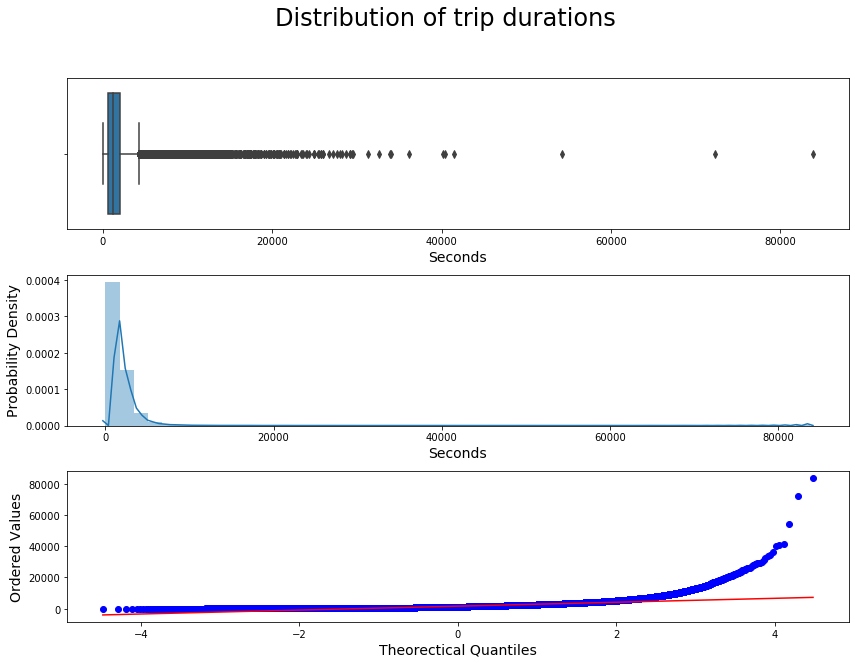 Distribution of trip durations
0 20000 40000 60000 80000
Seconds
Probability Density
0.0004
0.0003
0.0002
0.0001
0.0000
0 20000 40000 60000 80000
Seconds
Ordered Values
80000
60000
40000
20000
0
−4 −2 0 2 4
Theorectical Quantiles